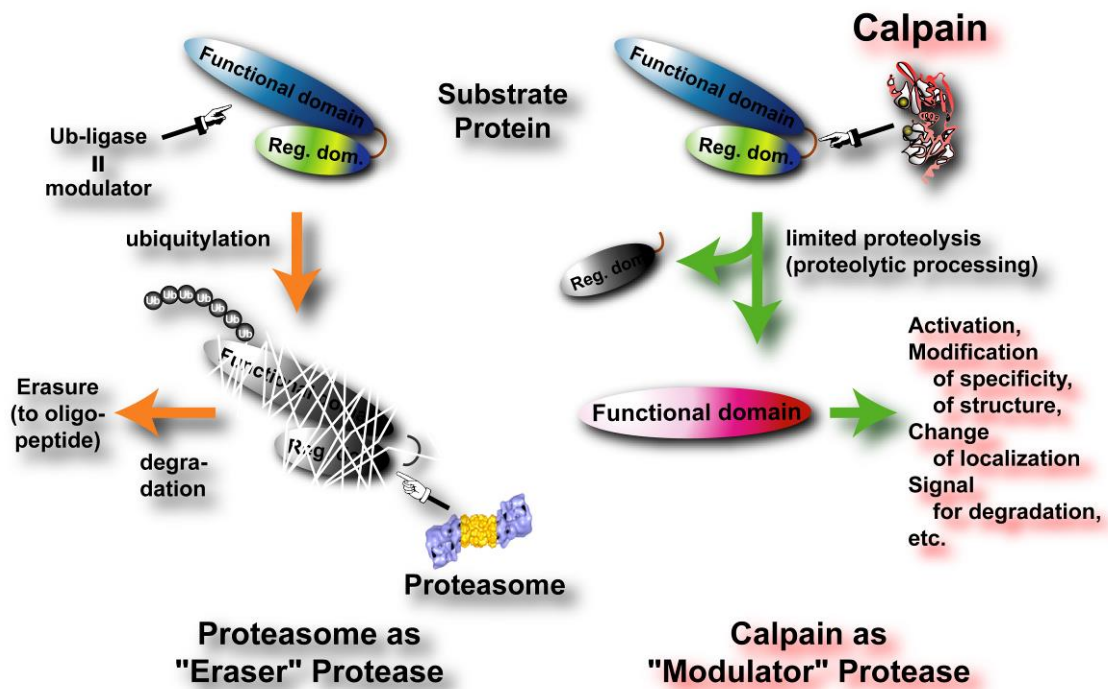 Functional domain
Reg. dom.
Ub-ligase
=
modulator
Substrate
Protein
Functional domain
Reg. dom.
Calpain
ubiquitylation
Ub Ub Ub Ub Ub Ub Ub
Functional
Reg
Erasure
(to oligo-
peptide)
degra-
dation
Proteasome
Proteasome as
"Eraser" Protease
limited proteolysis
(proteolytic processing)
Reg. dom
Functional domain
Activation,
Modification
of specificity,
of structure,
Change
of localization
Signal
for degradation,
etc.
Calpain as
"Modulator" Protease